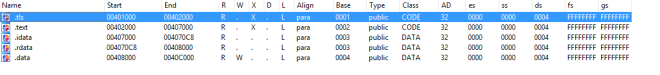 Name Start End R W X D L Align Base Type Class AD es ss ds fs gs
.tls 00401000 00402000 R . X . L para 0001 public CODE 32 0000 0000 0004 FFFFFFFF FFFFFFFF
.text 00402000 00407000 R . X . L para 0002 public CODE 32 0000 0000 0004 FFFFFFFF FFFFFFFF
.idata 00407000 004070C8 R . . . L para 0003 public DATA 32 0000 0000 0004 FFFFFFFF FFFFFFFF
.rdata 004070C8 00408000 R . . . L para 0003 public DATA 32 0000 0000 0004 FFFFFFFF FFFFFFFF
.data 00408000 0040C000 R W . . L para 0004 public DATA 32 0000 0000 0004 FFFFFFFF FFFFFFFF